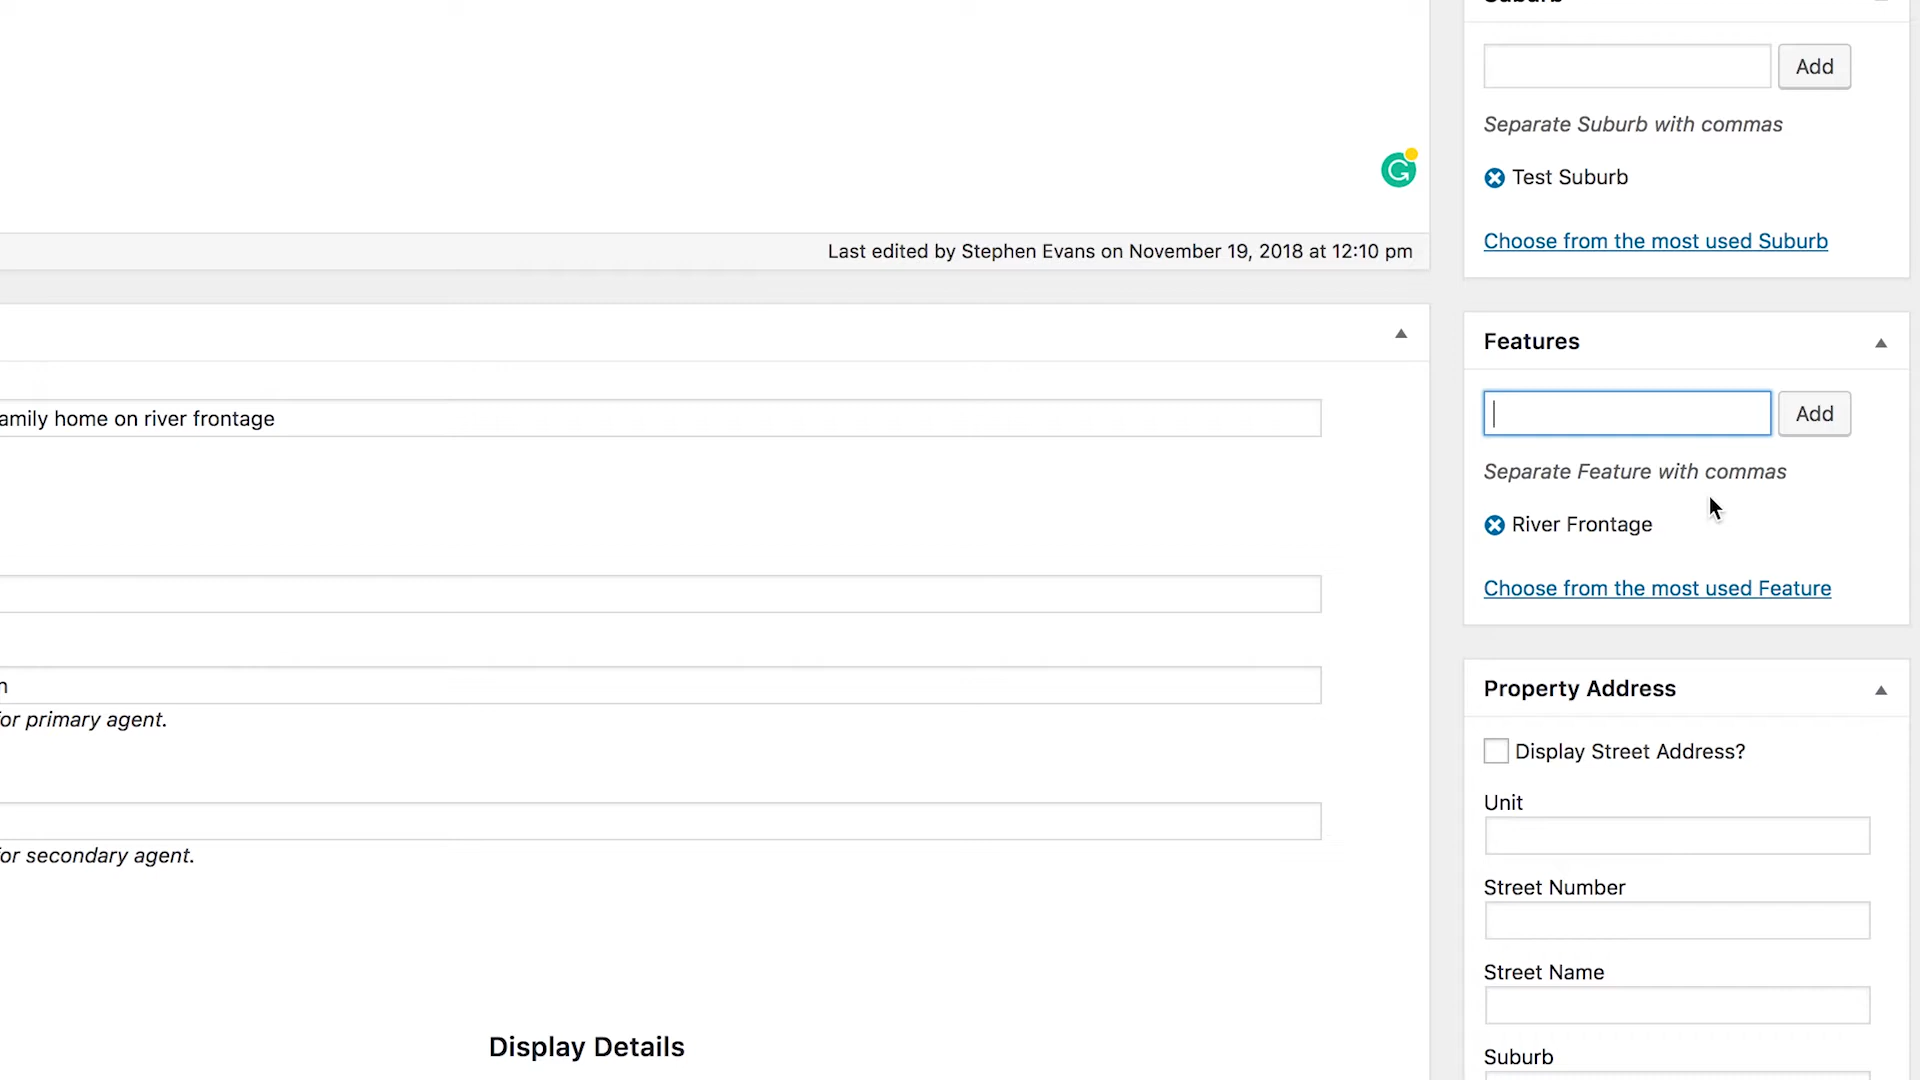 Suburb
Add
Separate Suburb with commas
Test Suburb
Choose from the most used Suburb
Last edited by Stephen Evans on November 19, 2018 at 12:10 pm
Features
Add
Separate Feature with commas
River Frontage
Choose from the most used Feature
amily home on river frontage
n
or primary agent.
or secondary agent.
Display Details
Property Address
Display Street Address?
Unit
Street Number
Street Name
Suburb